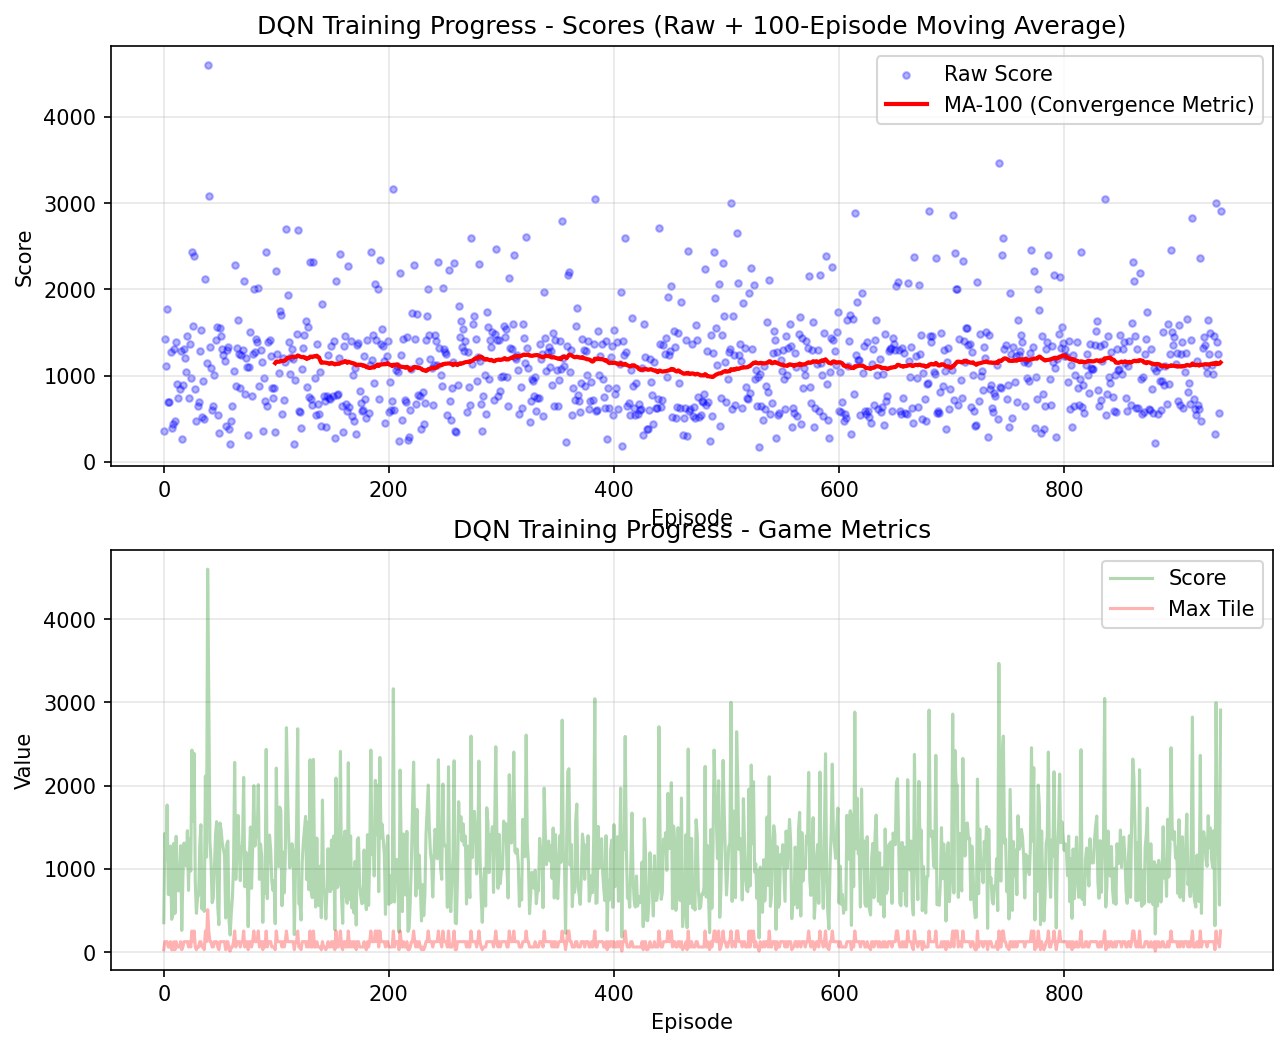 DQN Training Progress - Scores (Raw + 100-Episode Moving Average)
Raw Score
MA-100 (Convergence Metric)
4000
3000
2000
1000
0
Score
0 200 400 600 800
Episode
DQN Training Progress - Game Metrics
Score
Max Tile
4000
3000
2000
1000
0
Value
0 200 400 600 800
Episode